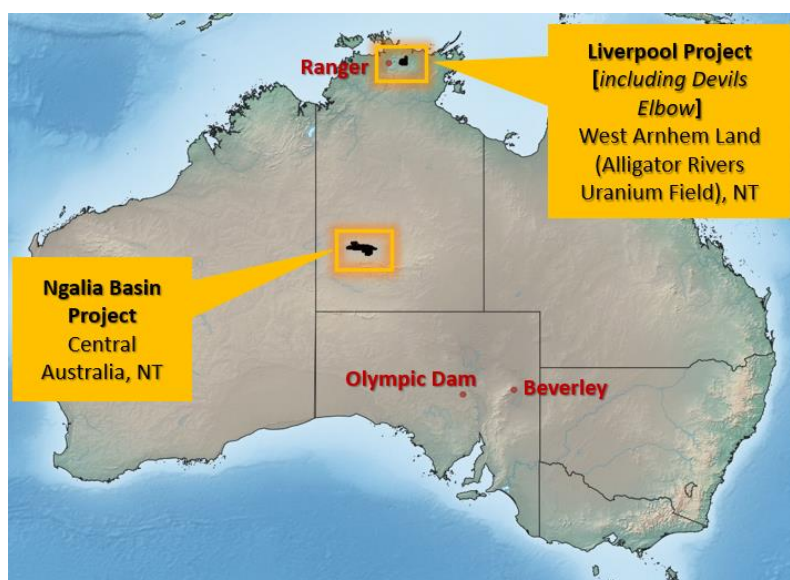 Ranger
Liverpool Project
[including Devils
Elbow]
West Arnhem Land
(Alligator Rivers
Uranium Field), NT
Ngalia Basin
Project
Central
Australia, NT
Olympic Dam
Beverley